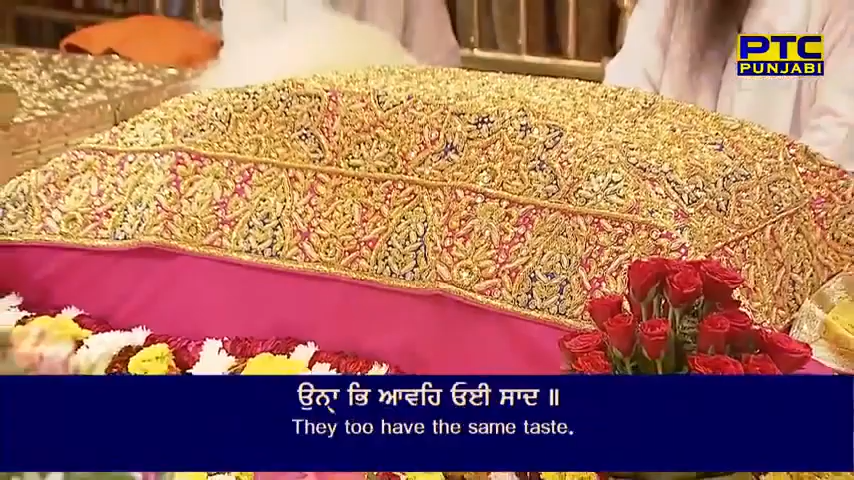 PTC
PUNJABI
ਉਨ੍ਹਾ ਭਿ ਆਵਹਿ ਓਈ ਸਾਦ ॥
They too have the same taste.